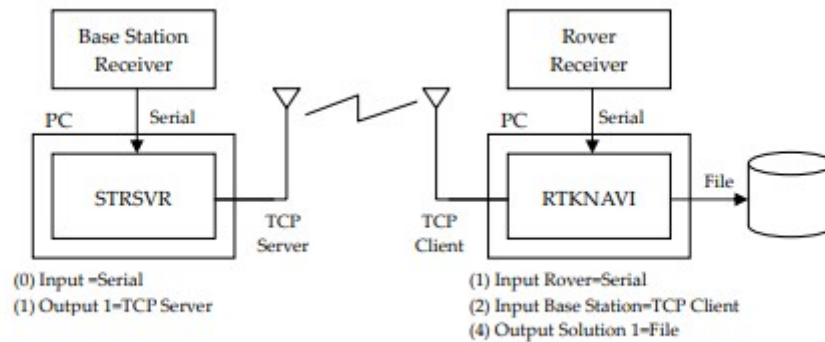 Base Station
Receiver
Rover
Receiver
Serial
Serial
PC
PC
STRSVR
RTKNAVI
File
TCP
Server
TCP
Client
(0) Input =Serial
(1) Output 1=TCP Server
(1) Input Rover=Serial
(2) Input Base Station=TCP Client
(4) Output Solution 1=File